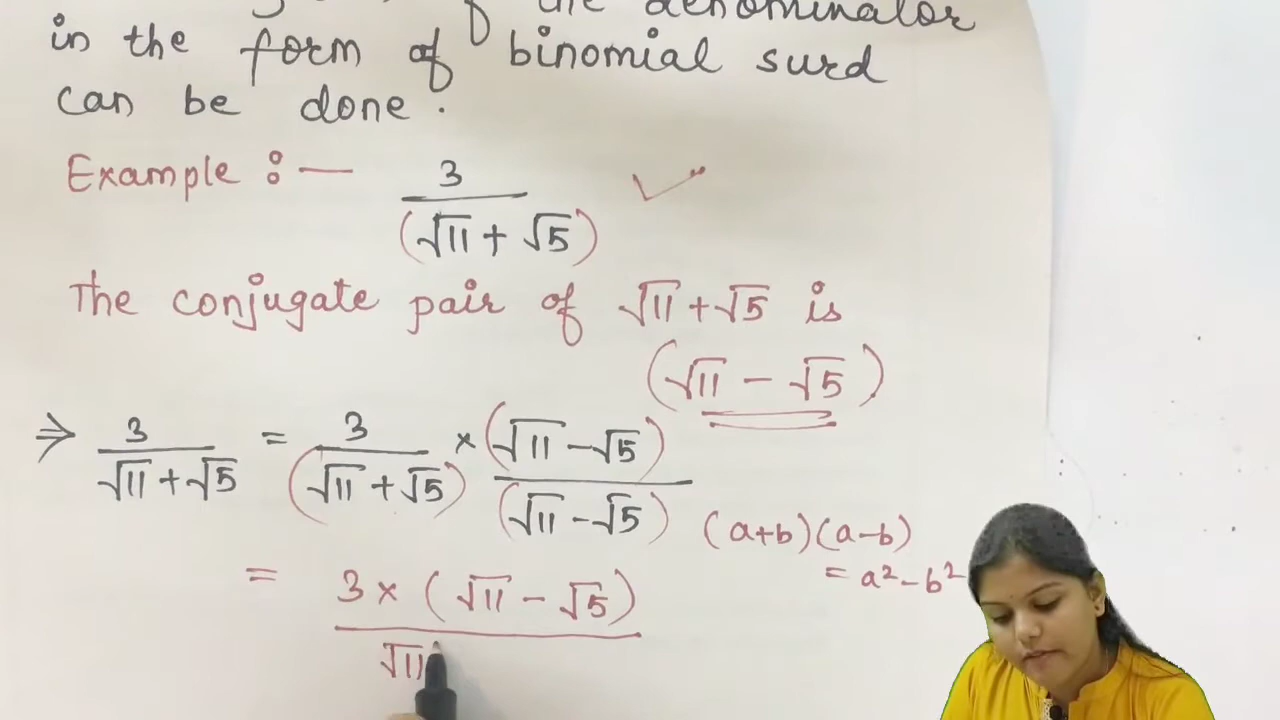 the denominator
in the form of binomial surd
can be done.
Example :— 3/(√11 + √5)
The conjugate pair of √11 + √5 is
(√11 − √5)
⇒ 3/(√11 + √5) = 3/(√11 + √5) × (√11 − √5)/(√11 − √5)
(a+b)(a−b)
= a² − b²
= 3 × (√11 − √5)
√11